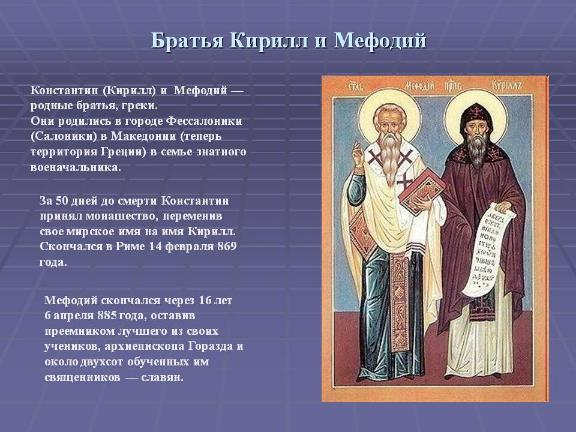 Братья Кирилл и Мефодий
Константин (Кирилл) и Мефодий —
родные братья, греки.
Они родились в городе Фессалоники
(Салоники) в Македонии (теперь
территория Греции) в семье знатного
военачальника.
За 50 дней до смерти Константин
принял монашество, переменив
свое мирское имя на имя Кирилл.
Скончался в Риме 14 февраля 869
года.
Мефодий скончался через 16 лет
6 апреля 885 года, оставив
преемником лучшего из своих
учеников, архиепископа Горазда и
около двухсот обученных им
священников — славян.